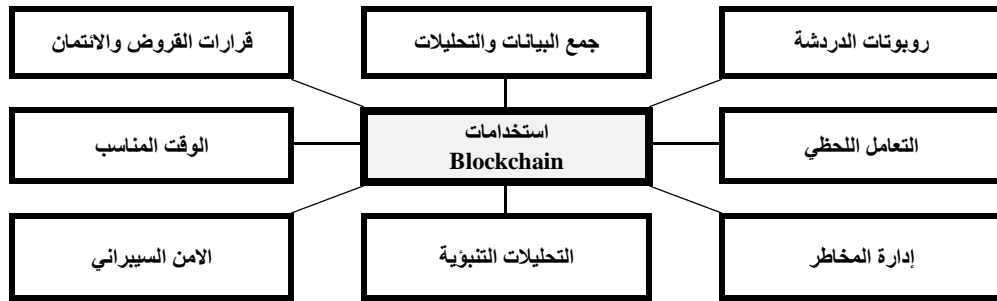 روبوتات الدردشة
جمع البيانات والتحليلات
قرارات القروض والائتمان
التعامل اللحظي
استخدامات
Blockchain
الوقت المناسب
إدارة المخاطر
التحليلات التنبؤية
الامن السيبراني